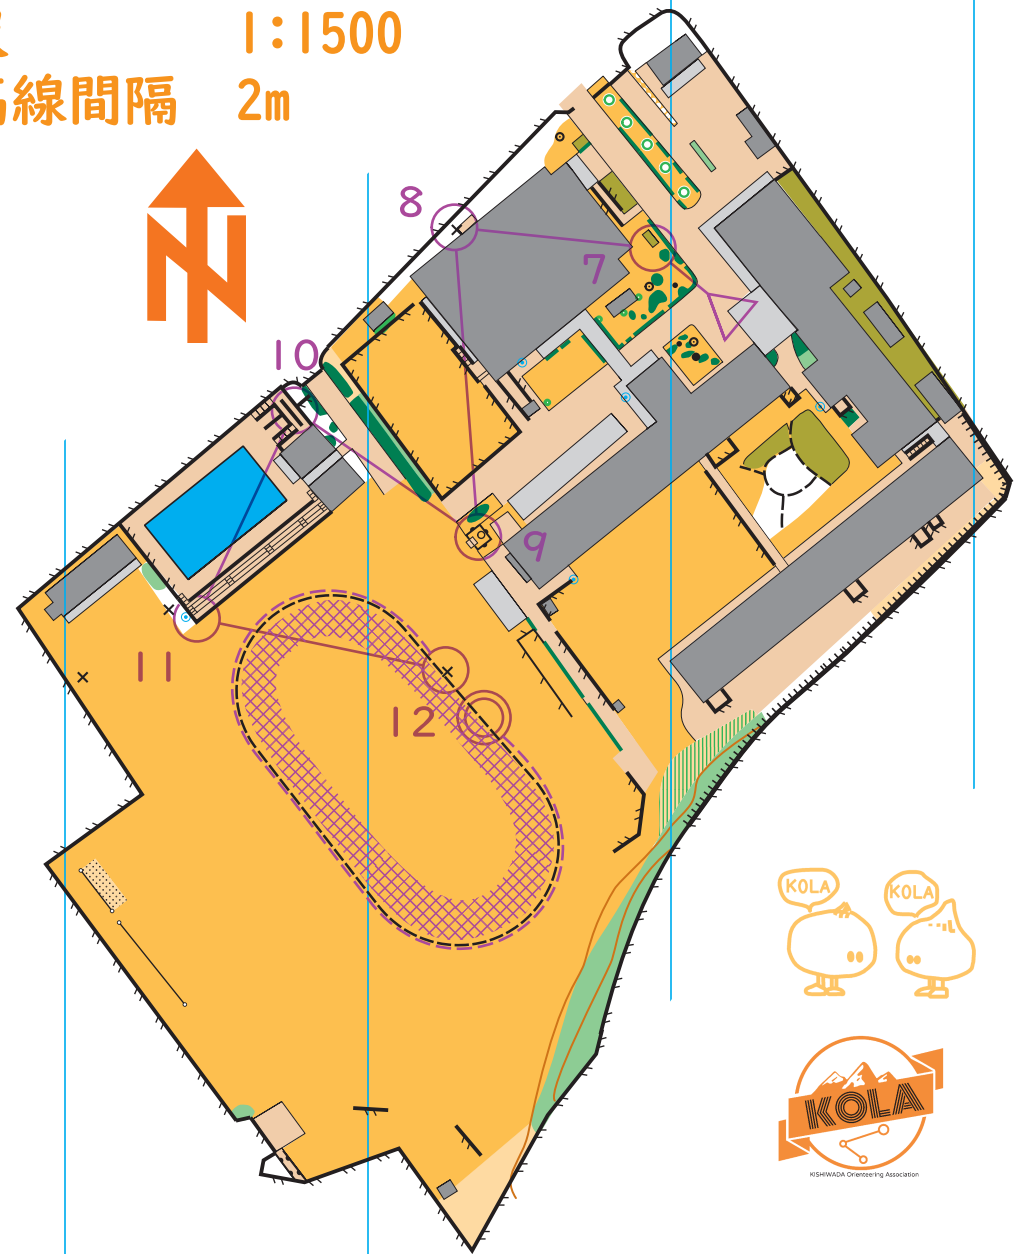 1:1500
線間隔 2m
8
7
10
9
11
12
KOLA
KOLA
KOLA
KISHIWADA Orienteering Association